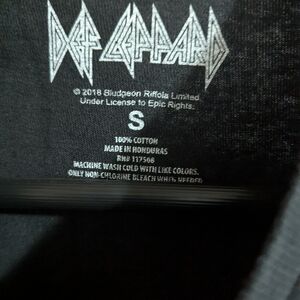 DEF LEPPARD
© 2018 Bludgeon Riffola Limited
Under License to Epic Rights.
S
100% COTTON
MADE IN HONDURAS
RN# 117508
MACHINE WASH COLD WITH LIKE COLORS.
ONLY NON-CHLORINE BLEACH WHEN NEEDED